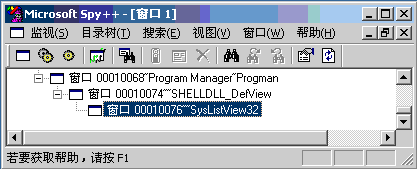 Microsoft Spy++ - [窗口 1]
监视(S) 目录树(T) 搜索(E) 视图(V) 窗口(W) 帮助(H)
窗口 00010068"Program Manager"Progman
窗口 00010074""SHELLDLL_DefView
窗口 00010076""SysListView32
若要获取帮助，请按 F1